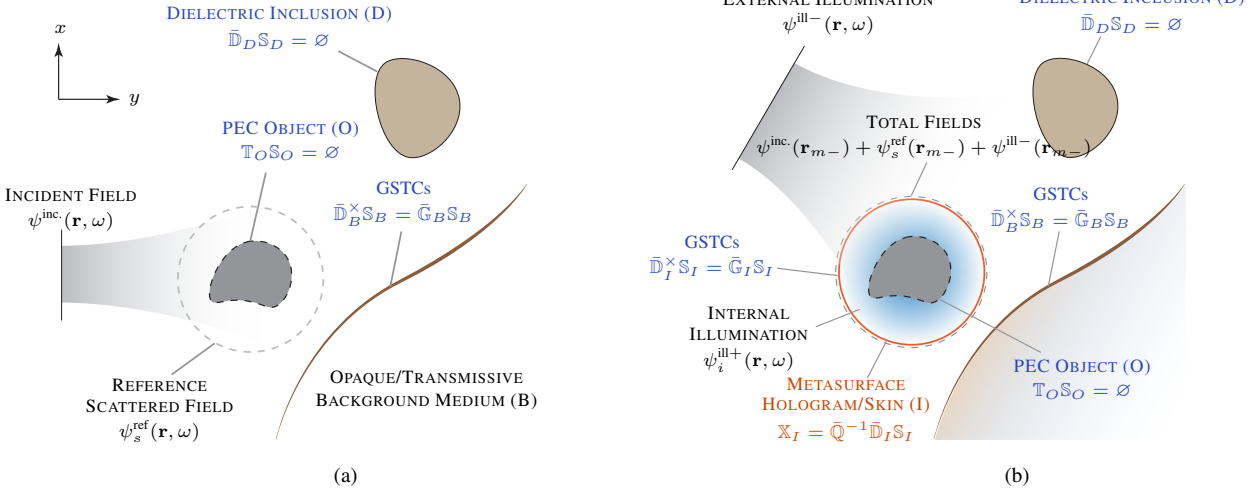 DIELECTRIC INCLUSION (D)
𝔻̄_D𝕊_D = ∅
x
y
PEC OBJECT (O)
𝕋_O𝕊_O = ∅
INCIDENT FIELD
ψ^inc.(r, ω)
GSTCs
𝔻̄_B^×𝕊_B = 𝔾̄_B𝕊_B
REFERENCE
SCATTERED FIELD
ψ_s^ref(r, ω)
OPAQUE/TRANSMISSIVE
BACKGROUND MEDIUM (B)
(a)
EXTERNAL ILLUMINATION
ψ^ill−(r, ω)
DIELECTRIC INCLUSION (D)
𝔻̄_D𝕊_D = ∅
TOTAL FIELDS
ψ^inc.(r_m−) + ψ_s^ref(r_m−) + ψ^ill−(r_m−)
GSTCs
𝔻̄_B^×𝕊_B = 𝔾̄_B𝕊_B
GSTCs
𝔻̄_I^×𝕊_I = 𝔾̄_I𝕊_I
INTERNAL
ILLUMINATION
ψ_i^ill+(r, ω)
PEC OBJECT (O)
𝕋_O𝕊_O = ∅
METASURFACE
HOLOGRAM/SKIN (I)
𝕏_I = ℚ̄^−1𝔻̄_I𝕊_I
(b)